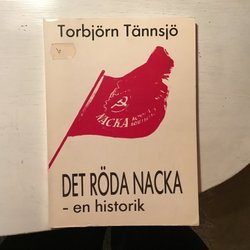 Torbjörn Tännsjö
NACKA
DET RÖDA NACKA
– en historik